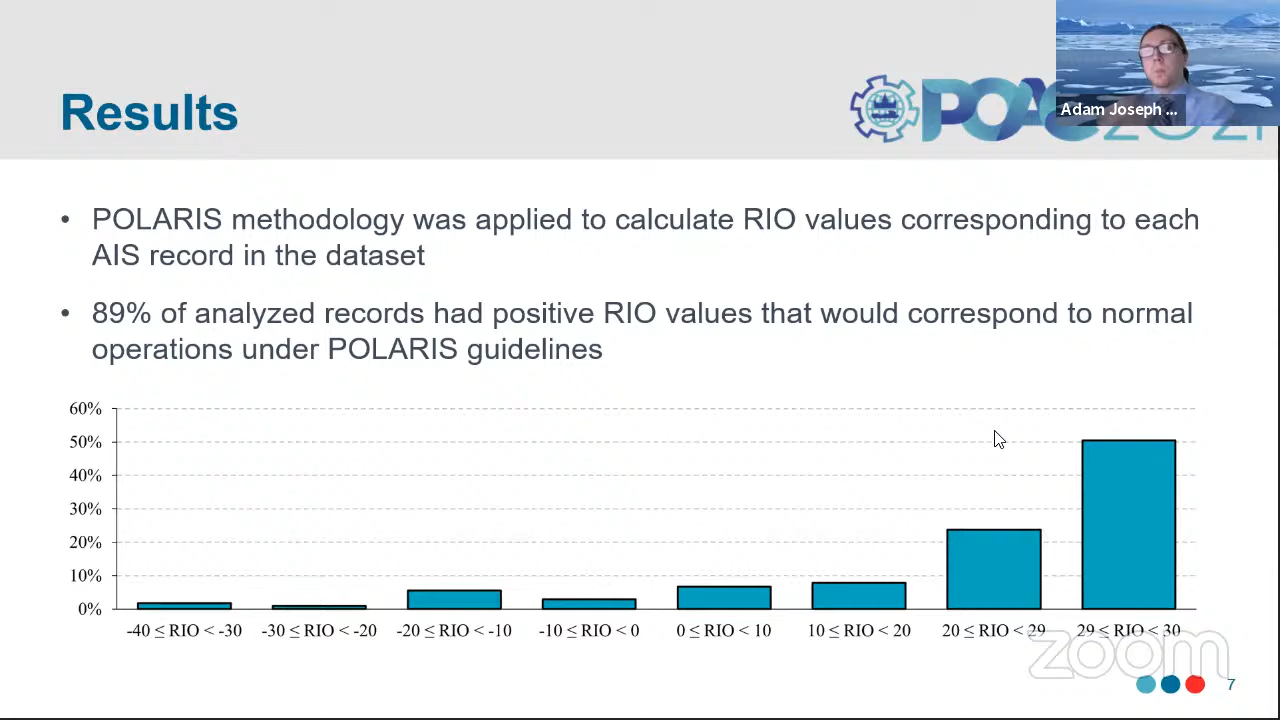 Results
POAC 2021
Adam Joseph ...
• POLARIS methodology was applied to calculate RIO values corresponding to each
AIS record in the dataset
• 89% of analyzed records had positive RIO values that would correspond to normal
operations under POLARIS guidelines
60%
50%
40%
30%
20%
10%
0%
-40 ≤ RIO < -30 -30 ≤ RIO < -20 -20 ≤ RIO < -10 -10 ≤ RIO < 0 0 ≤ RIO < 10 10 ≤ RIO < 20 20 ≤ RIO < 29 29 ≤ RIO < 30
zoom
7